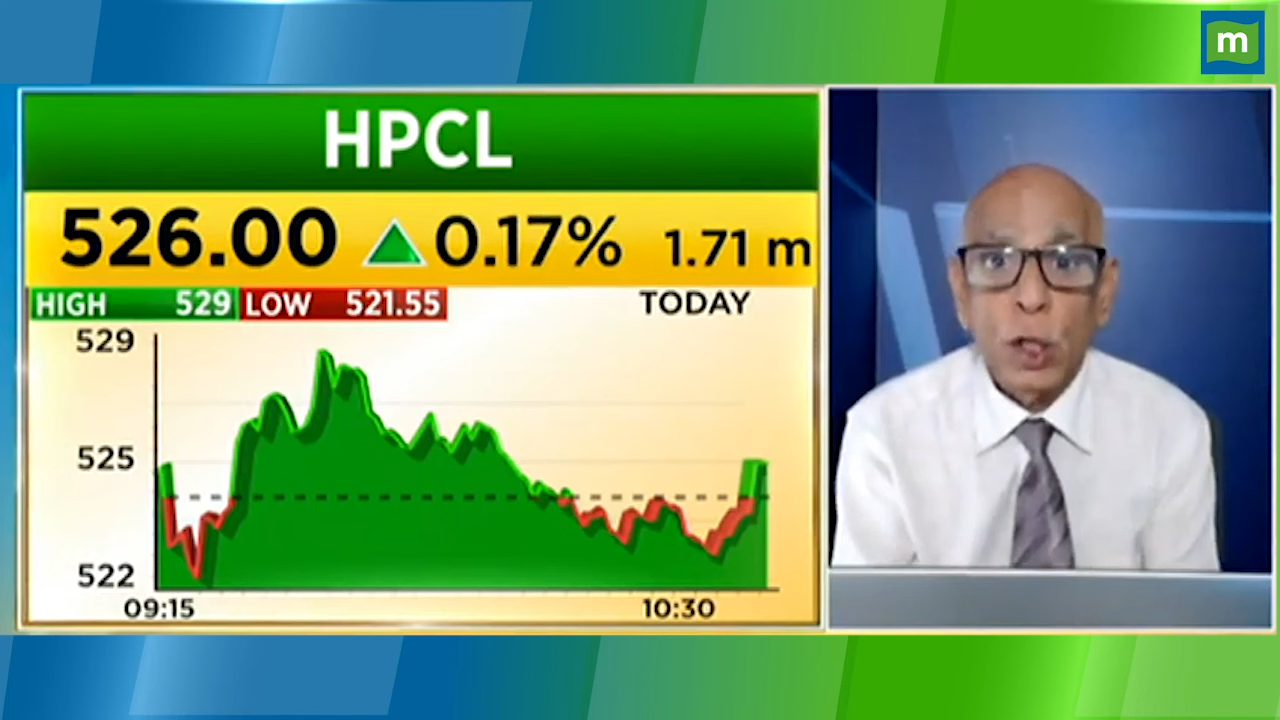 m
HPCL
526.00 ▲ 0.17% 1.71 m
HIGH 529 LOW 521.55 TODAY
529
525
522
09:15 10:30